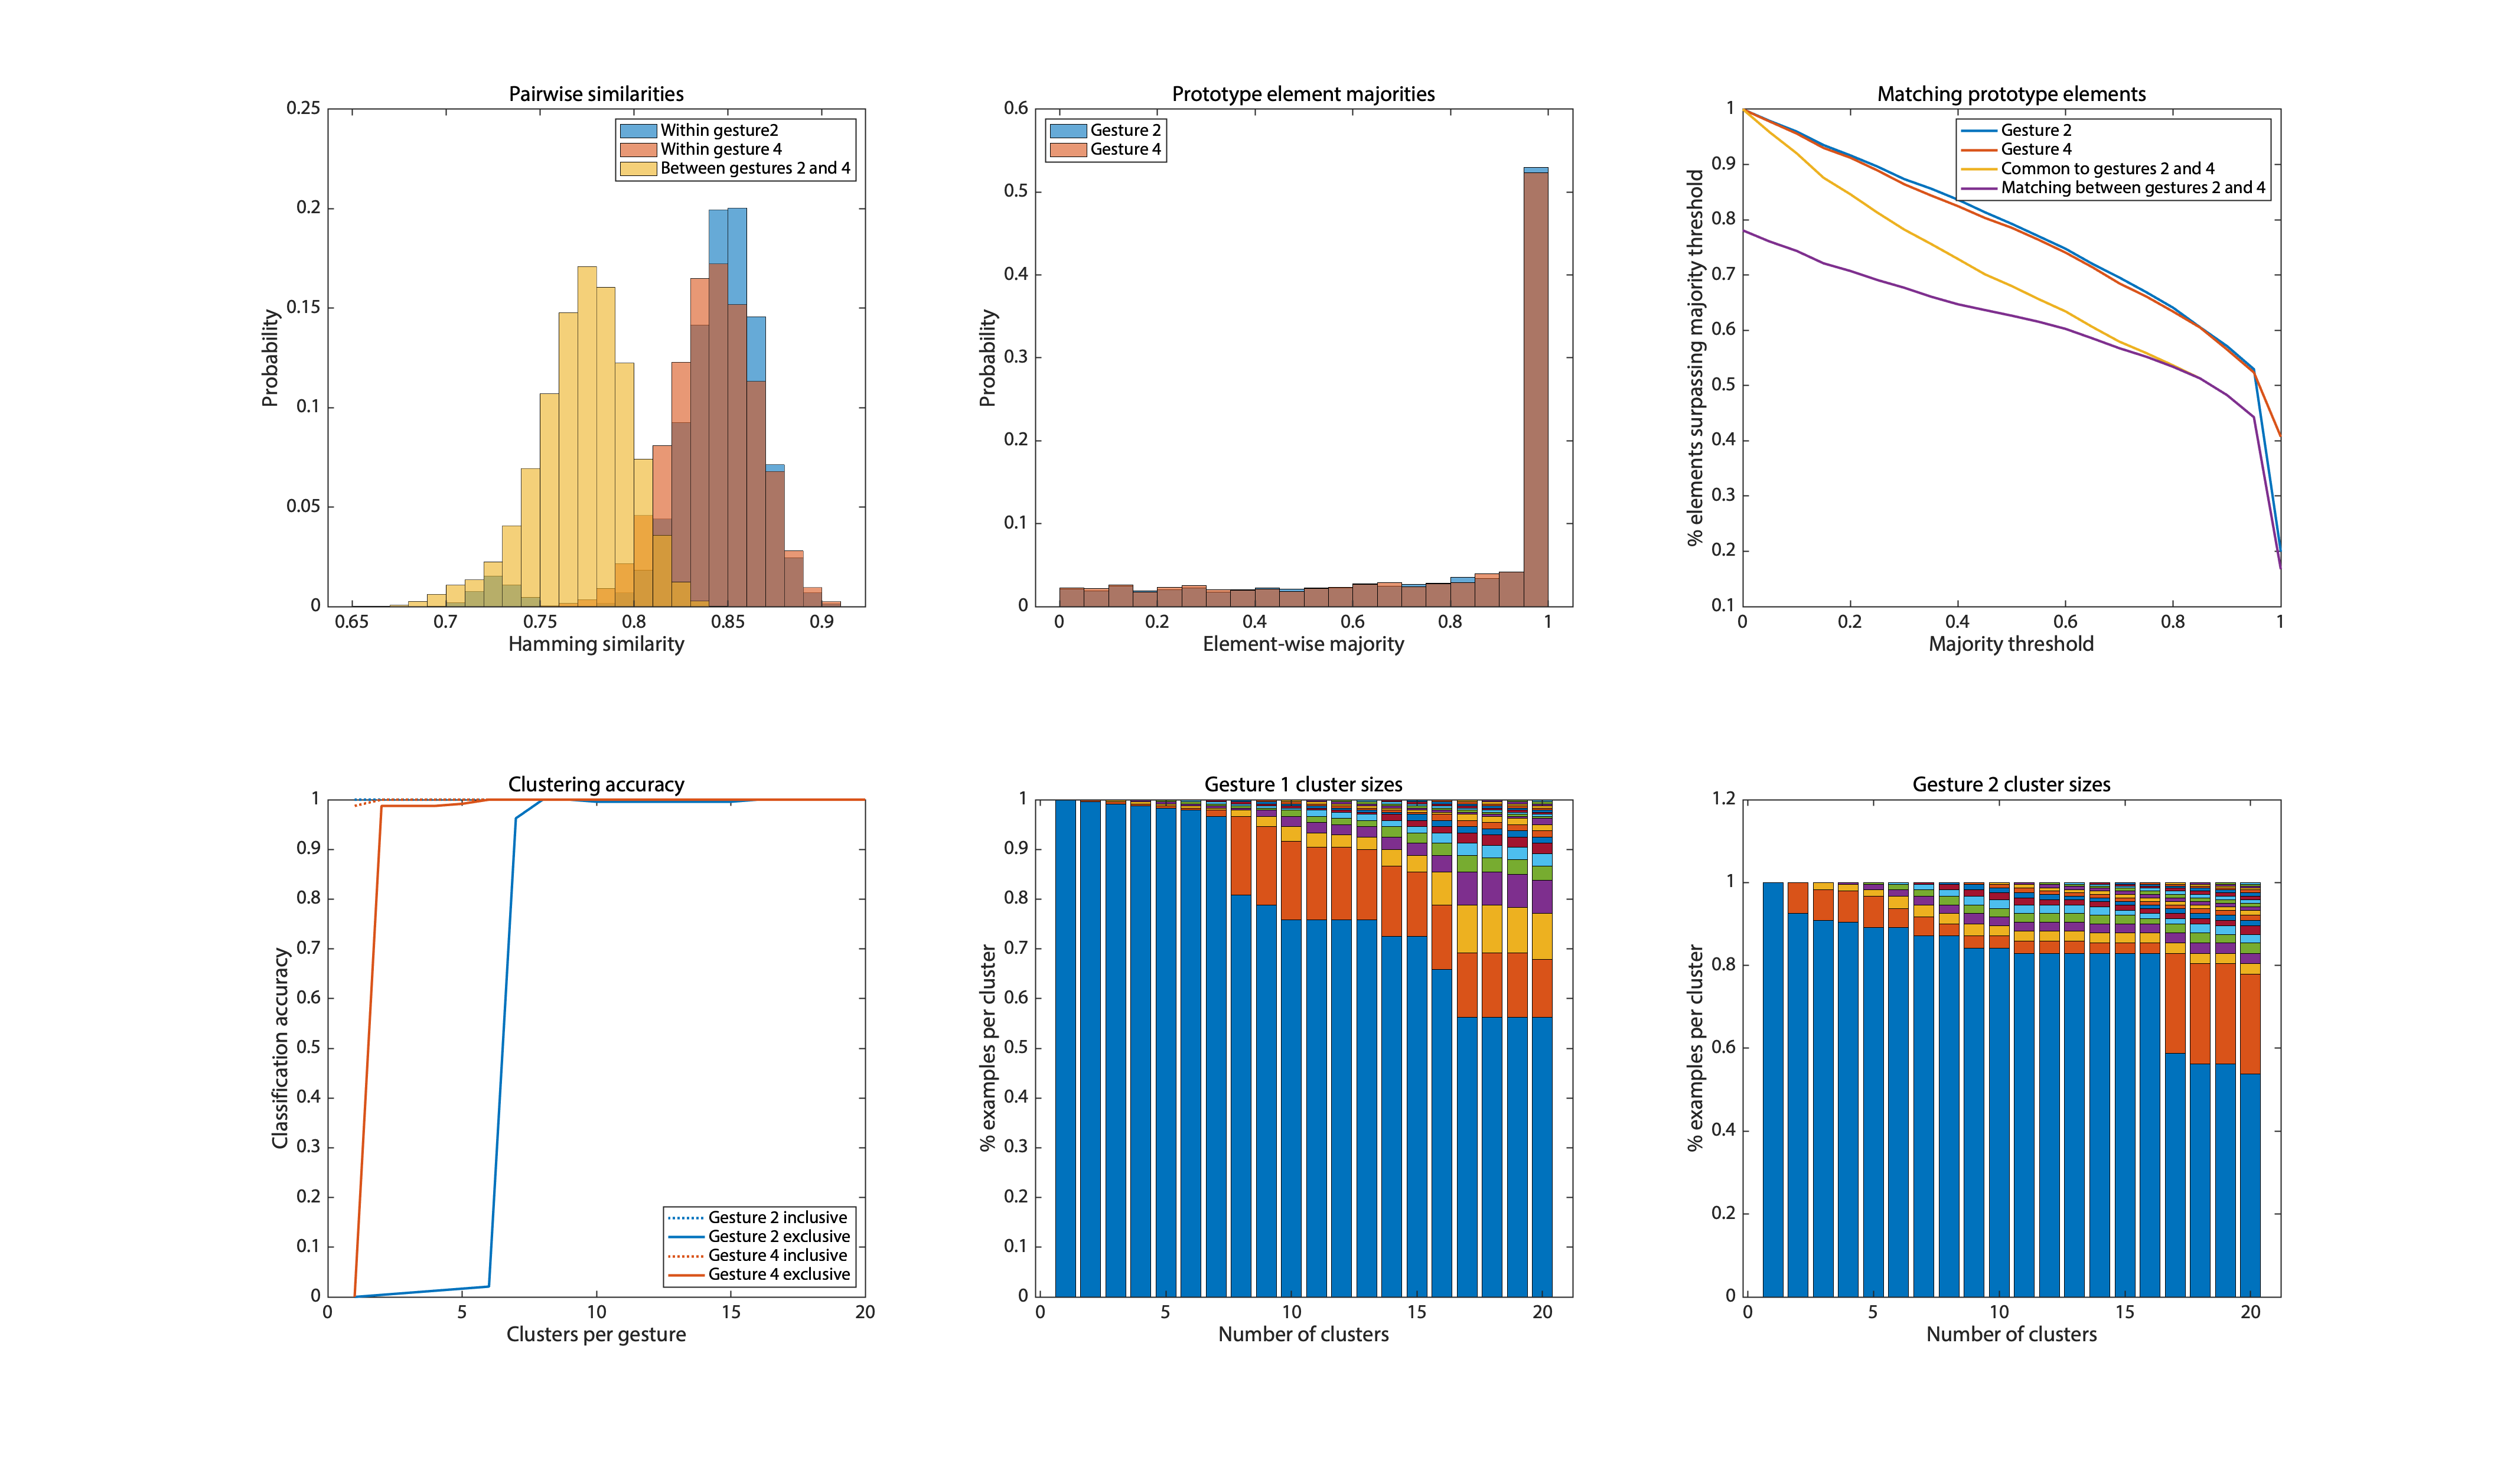 Pairwise similarities
0.25
0.2
0.15
0.1
0.05
0
Probability
Within gesture2
Within gesture 4
Between gestures 2 and 4
0.65 0.7 0.75 0.8 0.85 0.9
Hamming similarity
Prototype element majorities
0.6
0.5
0.4
0.3
0.2
0.1
0
Probability
Gesture 2
Gesture 4
0 0.2 0.4 0.6 0.8 1
Element-wise majority
Matching prototype elements
1
0.9
0.8
0.7
0.6
0.5
0.4
0.3
0.2
0.1
% elements surpassing majority threshold
Gesture 2
Gesture 4
Common to gestures 2 and 4
Matching between gestures 2 and 4
0 0.2 0.4 0.6 0.8 1
Majority threshold
Clustering accuracy
1
0.9
0.8
0.7
0.6
0.5
0.4
0.3
0.2
0.1
0
Classification accuracy
Gesture 2 inclusive
Gesture 2 exclusive
Gesture 4 inclusive
Gesture 4 exclusive
0 5 10 15 20
Clusters per gesture
Gesture 1 cluster sizes
1
0.9
0.8
0.7
0.6
0.5
0.4
0.3
0.2
0.1
0
% examples per cluster
0 5 10 15 20
Number of clusters
Gesture 2 cluster sizes
1.2
1
0.8
0.6
0.4
0.2
0
% examples per cluster
0 5 10 15 20
Number of clusters